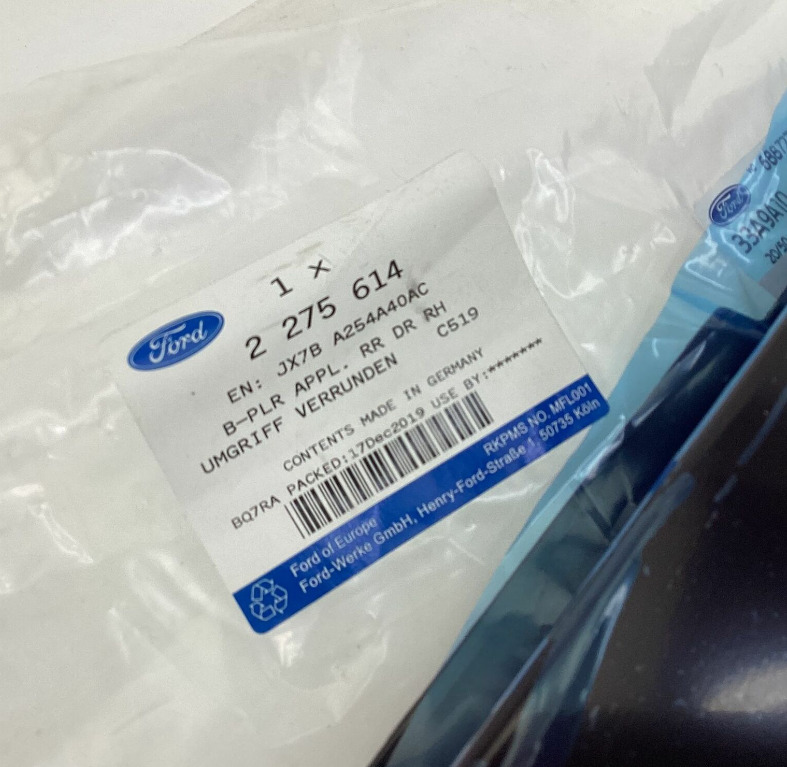 1 x
Ford
2 275 614
EN: JX7B A254A40AC
B-PLR APPL. RR DR RH
UMGRIFF VERRUNDEN C519
CONTENTS MADE IN GERMANY
BQ7RA PACKED:17Dec2019 USE BY:*******
RKPMS NO. MFL001
Ford of Europe
Ford-Werke GmbH, Henry-Ford-Straße 1, 50735 Köln
Ford